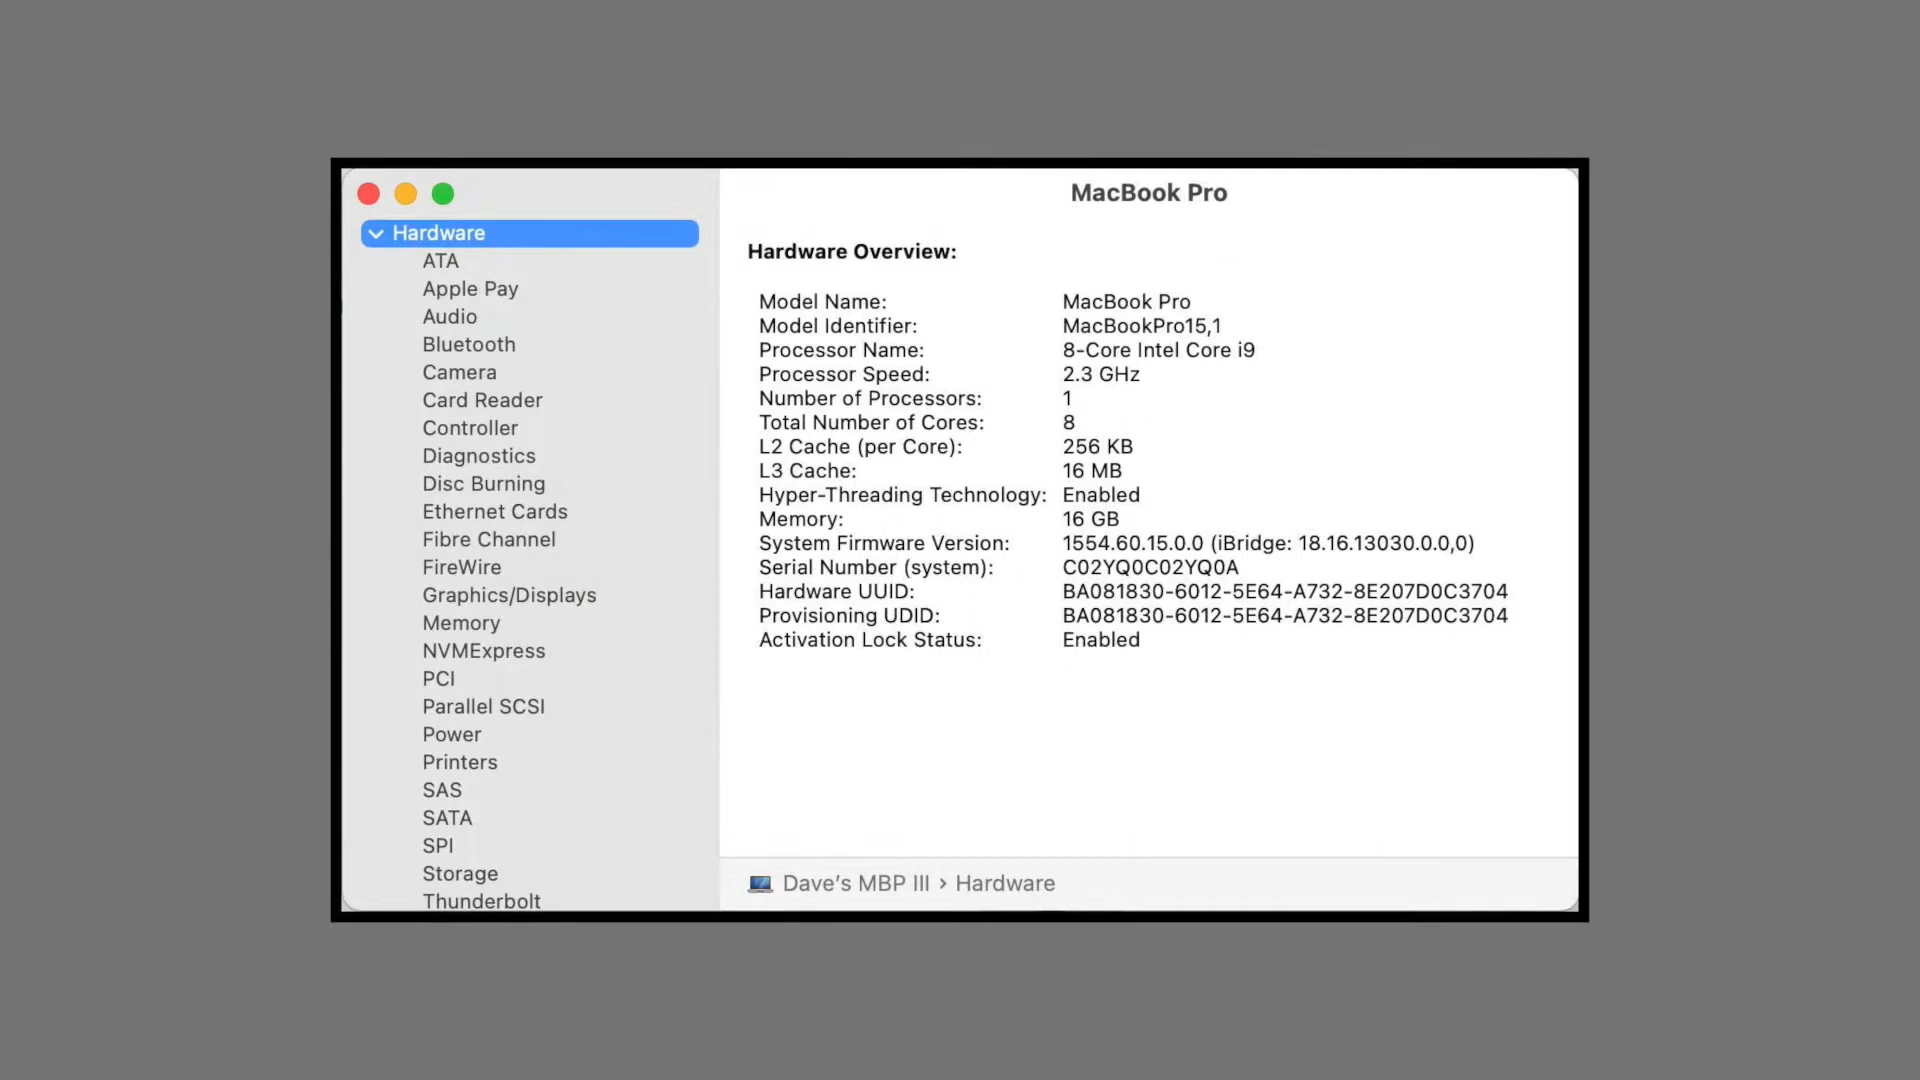 MacBook Pro
Hardware
ATA
Apple Pay
Audio
Bluetooth
Camera
Card Reader
Controller
Diagnostics
Disc Burning
Ethernet Cards
Fibre Channel
FireWire
Graphics/Displays
Memory
NVMExpress
PCI
Parallel SCSI
Power
Printers
SAS
SATA
SPI
Storage
Thunderbolt
Hardware Overview:
Model Name: MacBook Pro
Model Identifier: MacBookPro15,1
Processor Name: 8-Core Intel Core i9
Processor Speed: 2.3 GHz
Number of Processors: 1
Total Number of Cores: 8
L2 Cache (per Core): 256 KB
L3 Cache: 16 MB
Hyper-Threading Technology: Enabled
Memory: 16 GB
System Firmware Version: 1554.60.15.0.0 (iBridge: 18.16.13030.0.0,0)
Serial Number (system): C02YQ0C02YQ0A
Hardware UUID: BA081830-6012-5E64-A732-8E207D0C3704
Provisioning UDID: BA081830-6012-5E64-A732-8E207D0C3704
Activation Lock Status: Enabled
Dave’s MBP III › Hardware